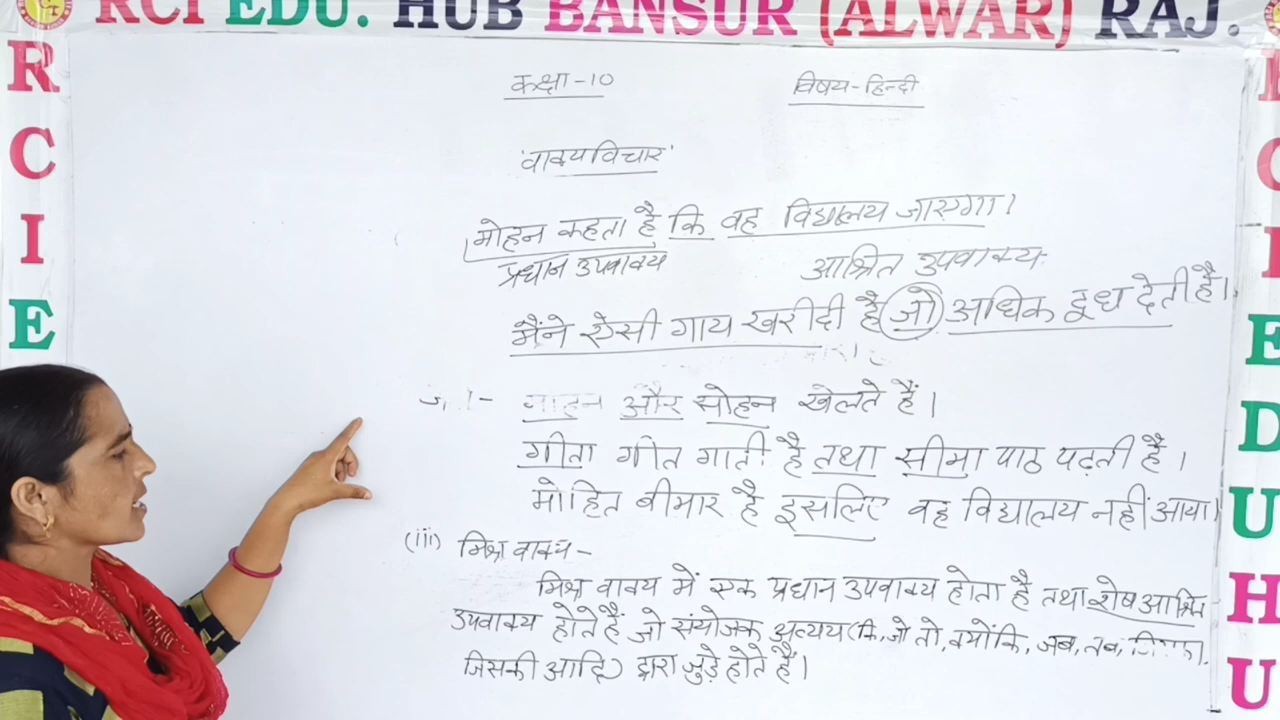 RCI EDU. HUB BANSUR (ALWAR) RAJ.
R
C
I
E
कक्षा-10
विषय-हिन्दी
'वाक्यविचार'
मोहन कहता है कि वह विद्यालय जाएगा।
प्रधान उपवाक्य
आश्रित उपवाक्य
मैंने ऐसी गाय खरीदी है जो अधिक दूध देती है।
और सोहन खेलते हैं।
गीता गीत गाती है तथा सीमा पाठ पढ़ती है।
मोहित बीमार है इसलिए वह विद्यालय नहीं आया।
(iii) मिश्र वाक्य-
मिश्र वाक्य में एक प्रधान उपवाक्य होता है तथा शेष आश्रित
उपवाक्य होते हैं जो संयोजक अव्यय (कि, जो तो, क्योंकि, जब, तब,
जिसकी आदि) द्वारा जुड़े होते हैं।
E
D
U
H
U